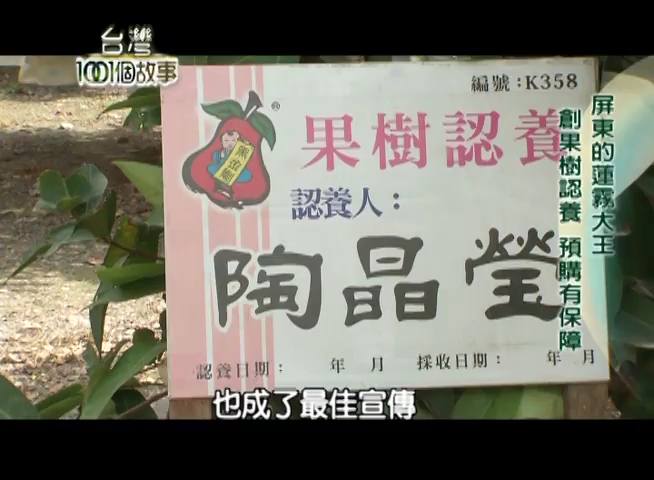 台灣
1001個故事
編號:K358
®
果樹認養
黑金剛
認養人:
陶晶瑩
認養日期: 年 月 採收日期: 年 月
屏東的蓮霧大王
創果樹認養 預購有保障
也成了最佳宣傳